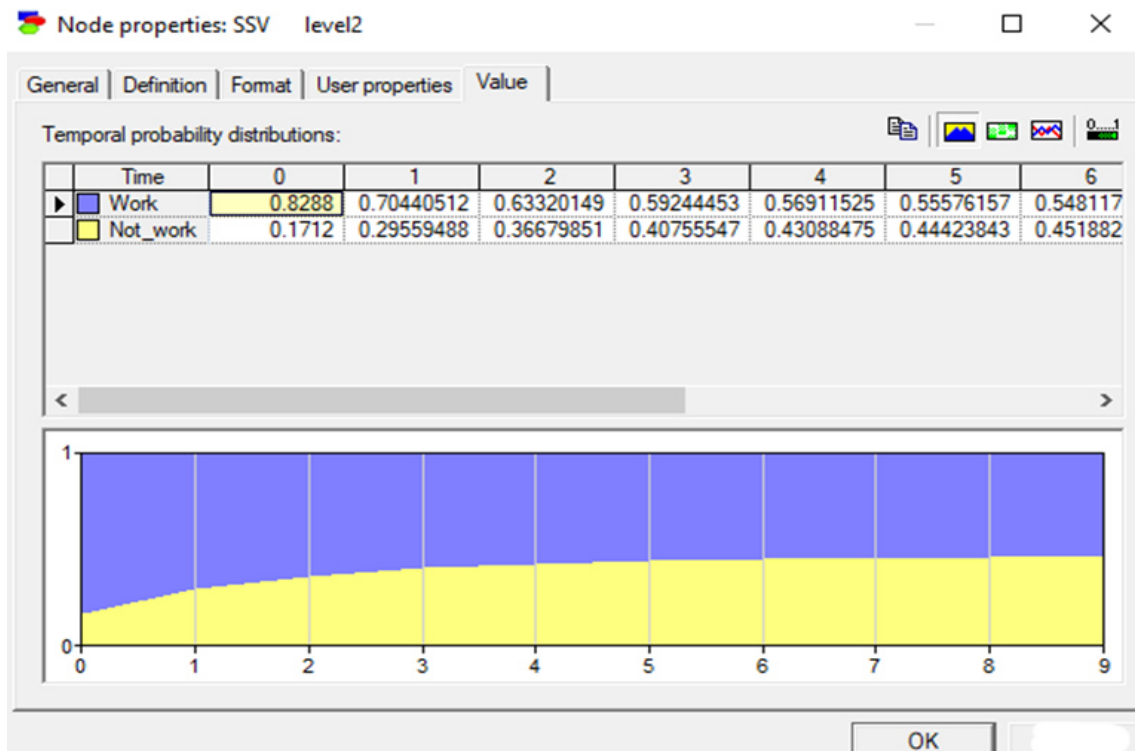 Node properties: SSV level2
General Definition Format User properties Value
Temporal probability distributions:
0.....1
Time 0 1 2 3 4 5 6
Work 0.8288 0.70440512 0.63320149 0.59244453 0.56911525 0.55576157 0.548117
Not_work 0.1712 0.29559488 0.36679851 0.40755547 0.43088475 0.44423843 0.451882
1
0
0 1 2 3 4 5 6 7 8 9
OK